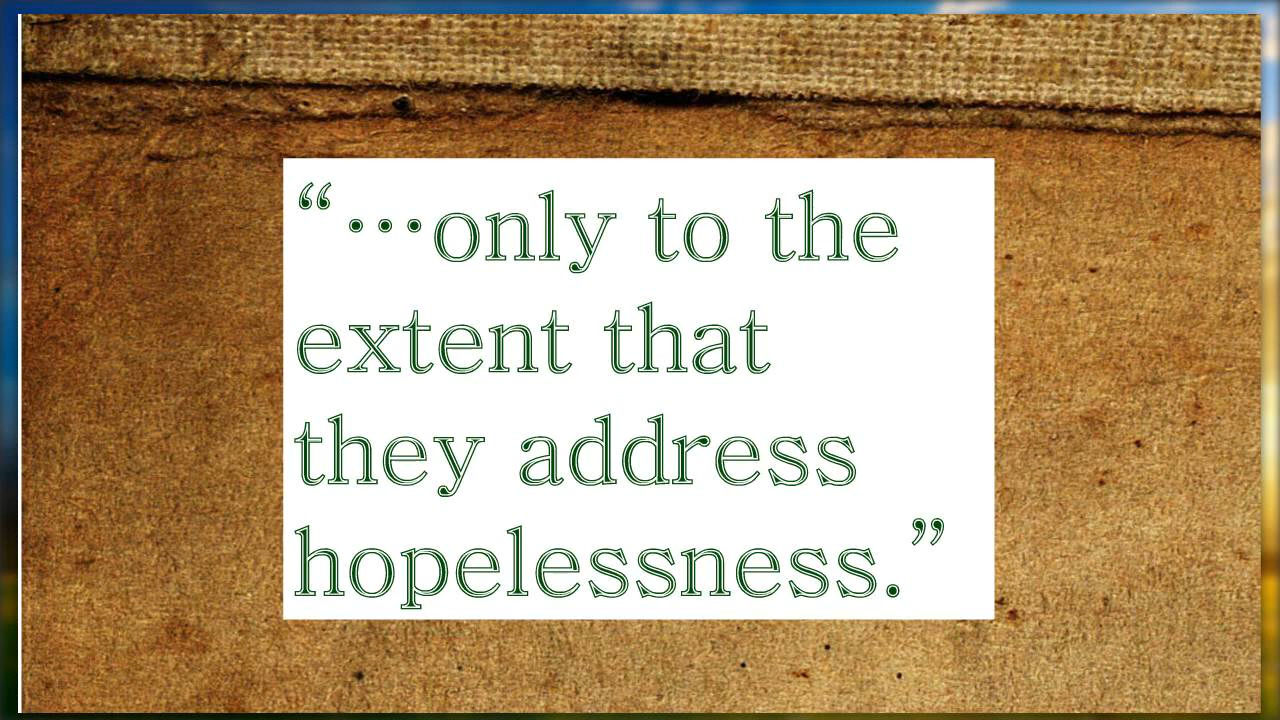 “…only to the
extent that
they address
hopelessness.”